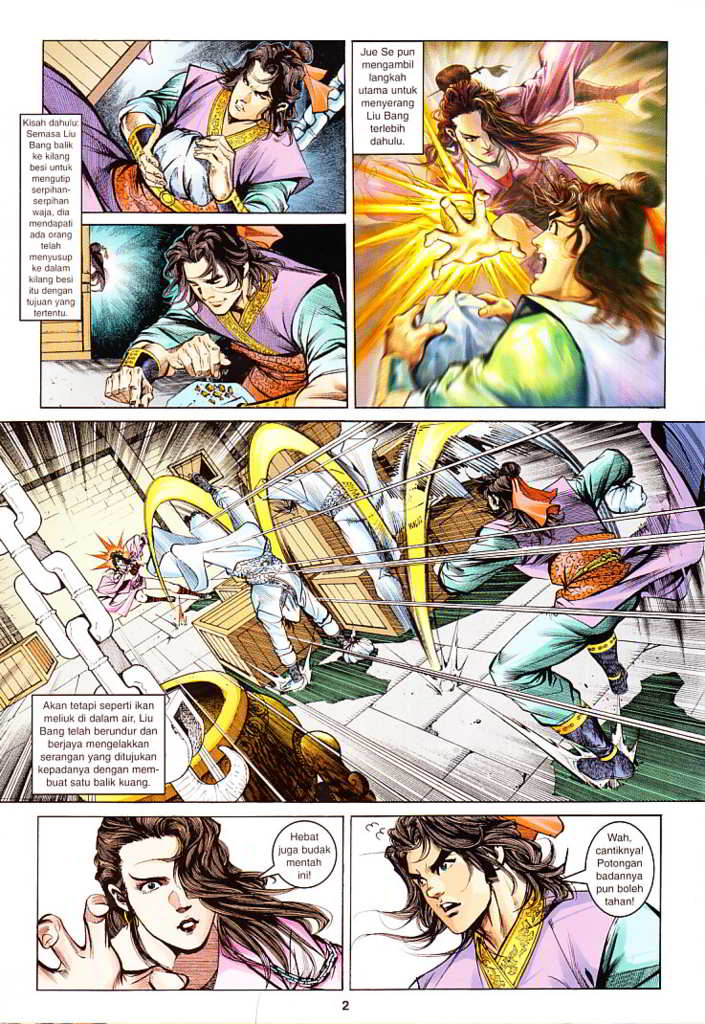 Kisah dahulu:
Semasa Liu
Bang balik
ke kilang
besi untuk
mengutip
serpihan-
serpihan
waja, dia
mendapati
ada orang
telah
menyusup
ke dalam
kilang besi
itu dengan
tujuan yang
tertentu.
Jue Se pun
mengambil
langkah
utama untuk
menyerang
Liu Bang
terlebih
dahulu.
Akan tetapi seperti ikan
meliuk di dalam air, Liu
Bang telah berundur dan
berjaya mengelakkan
serangan yang ditujukan
kepadanya dengan mem-
buat satu balik kuang.
Hebat
juga budak
mentah
ini!
Wah,
cantiknya!
Potongan
badannya
pun boleh
tahan!
2